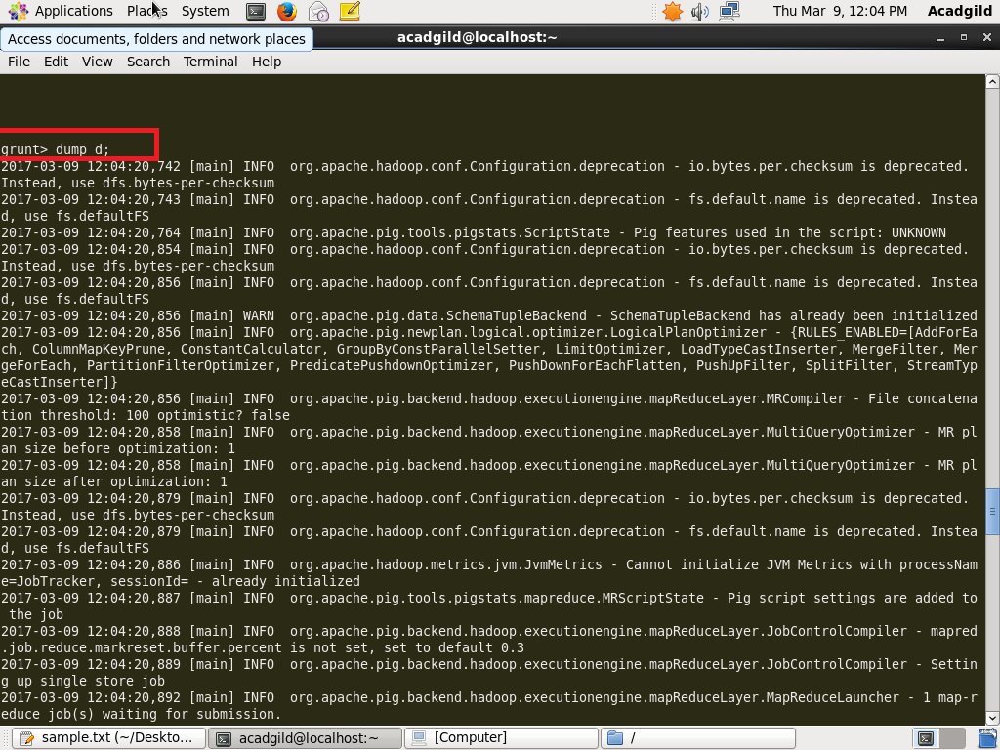 Applications Places System Thu Mar 9, 12:04 PM Acadgild
Access documents, folders and network places
acadgild@localhost:~
File Edit View Search Terminal Help
grunt> dump d;
2017-03-09 12:04:20,742 [main] INFO  org.apache.hadoop.conf.Configuration.deprecation - io.bytes.per.checksum is deprecated.
Instead, use dfs.bytes-per-checksum
2017-03-09 12:04:20,743 [main] INFO  org.apache.hadoop.conf.Configuration.deprecation - fs.default.name is deprecated. Instea
d, use fs.defaultFS
2017-03-09 12:04:20,764 [main] INFO  org.apache.pig.tools.pigstats.ScriptState - Pig features used in the script: UNKNOWN
2017-03-09 12:04:20,854 [main] INFO  org.apache.hadoop.conf.Configuration.deprecation - io.bytes.per.checksum is deprecated.
Instead, use dfs.bytes-per-checksum
2017-03-09 12:04:20,856 [main] INFO  org.apache.hadoop.conf.Configuration.deprecation - fs.default.name is deprecated. Instea
d, use fs.defaultFS
2017-03-09 12:04:20,856 [main] WARN  org.apache.pig.data.SchemaTupleBackend - SchemaTupleBackend has already been initialized
2017-03-09 12:04:20,856 [main] INFO  org.apache.pig.newplan.logical.optimizer.LogicalPlanOptimizer - {RULES_ENABLED=[AddForEa
ch, ColumnMapKeyPrune, ConstantCalculator, GroupByConstParallelSetter, LimitOptimizer, LoadTypeCastInserter, MergeFilter, Mer
geForEach, PartitionFilterOptimizer, PredicatePushdownOptimizer, PushDownForEachFlatten, PushUpFilter, SplitFilter, StreamTyp
eCastInserter]}
2017-03-09 12:04:20,856 [main] INFO  org.apache.pig.backend.hadoop.executionengine.mapReduceLayer.MRCompiler - File concatena
tion threshold: 100 optimistic? false
2017-03-09 12:04:20,858 [main] INFO  org.apache.pig.backend.hadoop.executionengine.mapReduceLayer.MultiQueryOptimizer - MR pl
an size before optimization: 1
2017-03-09 12:04:20,858 [main] INFO  org.apache.pig.backend.hadoop.executionengine.mapReduceLayer.MultiQueryOptimizer - MR pl
an size after optimization: 1
2017-03-09 12:04:20,879 [main] INFO  org.apache.hadoop.conf.Configuration.deprecation - io.bytes.per.checksum is deprecated.
Instead, use dfs.bytes-per-checksum
2017-03-09 12:04:20,879 [main] INFO  org.apache.hadoop.conf.Configuration.deprecation - fs.default.name is deprecated. Instea
d, use fs.defaultFS
2017-03-09 12:04:20,886 [main] INFO  org.apache.hadoop.metrics.jvm.JvmMetrics - Cannot initialize JVM Metrics with processNam
e=JobTracker, sessionId= - already initialized
2017-03-09 12:04:20,887 [main] INFO  org.apache.pig.tools.pigstats.mapreduce.MRScriptState - Pig script settings are added to
the job
2017-03-09 12:04:20,888 [main] INFO  org.apache.pig.backend.hadoop.executionengine.mapReduceLayer.JobControlCompiler - mapred
.job.reduce.markreset.buffer.percent is not set, set to default 0.3
2017-03-09 12:04:20,889 [main] INFO  org.apache.pig.backend.hadoop.executionengine.mapReduceLayer.JobControlCompiler - Settin
g up single store job
2017-03-09 12:04:20,892 [main] INFO  org.apache.pig.backend.hadoop.executionengine.mapReduceLayer.MapReduceLauncher - 1 map-r
educe job(s) waiting for submission.
sample.txt (~/Deskto... acadgild@localhost:~ [Computer] /